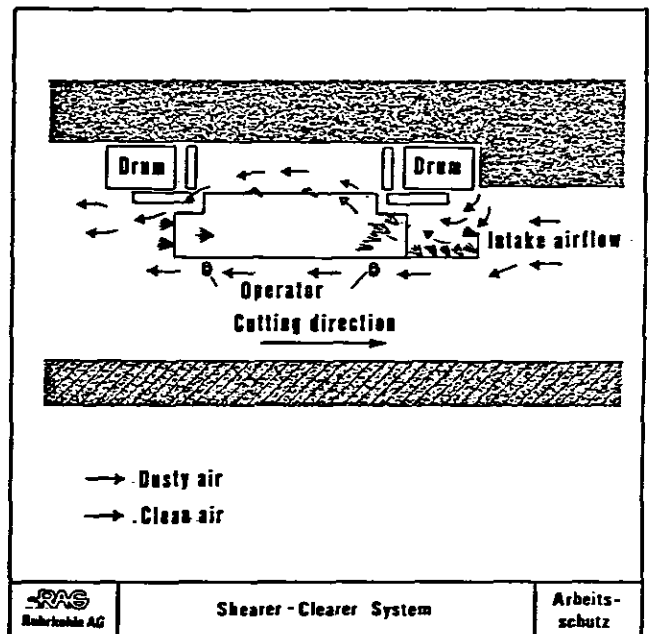 Drum Drum
Intake airflow
Operator
Cutting direction
Dusty air
Clean air
RAG
Ruhrkohle AG
Shearer-Clearer System
Arbeits-
schutz